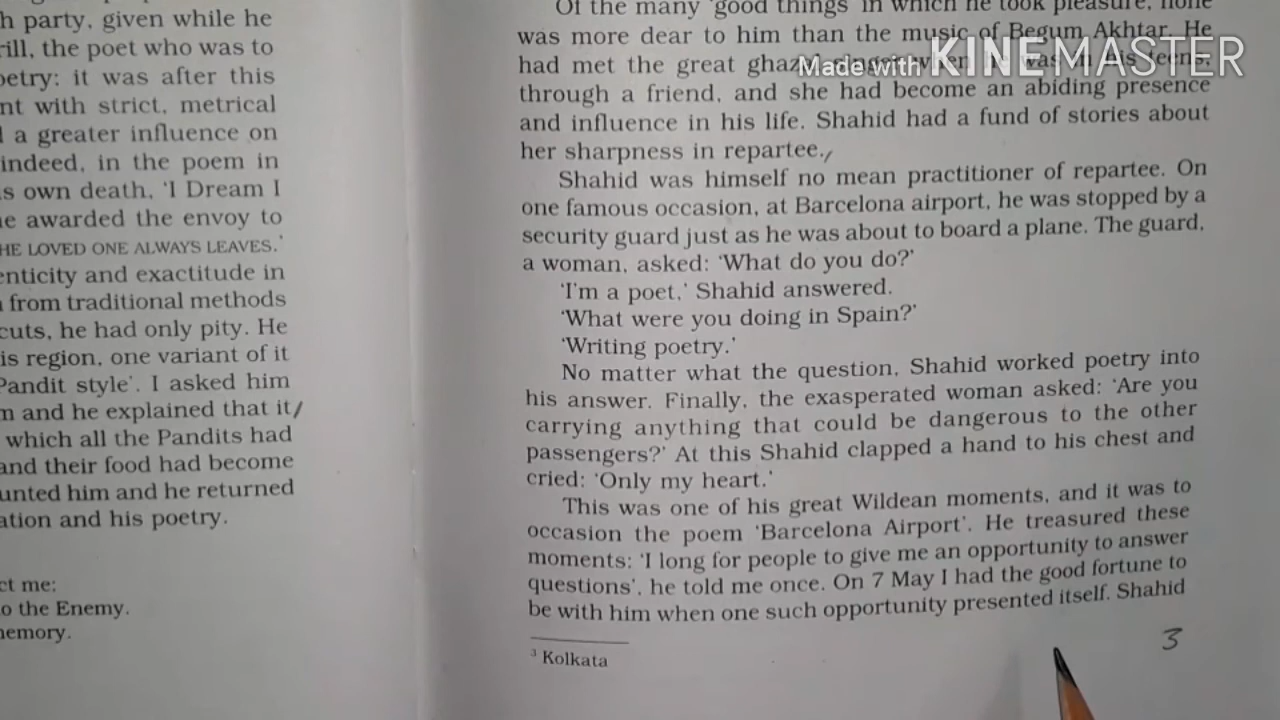 h party, given while he
rill, the poet who was to
oetry: it was after this
nt with strict, metrical
a greater influence on
indeed, in the poem in
s own death, 'I Dream I
e awarded the envoy to
HE LOVED ONE ALWAYS LEAVES.'
enticity and exactitude in
from traditional methods
cuts, he had only pity. He
is region, one variant of it
Pandit style'. I asked him
m and he explained that it/
which all the Pandits had
and their food had become
unted him and he returned
ation and his poetry.
ct me:
o the Enemy.
nemory.
Of the many 'good things' in which he took pleasure, none
was more dear to him than the music of Begum Akhtar. He
had met the great when was in his teens,
through a friend, and she had become an abiding presence
and influence in his life. Shahid had a fund of stories about
her sharpness in repartee./
Shahid was himself no mean practitioner of repartee. On
one famous occasion, at Barcelona airport, he was stopped by a
security guard just as he was about to board a plane. The guard,
a woman, asked: 'What do you do?'
'I'm a poet,' Shahid answered.
'What were you doing in Spain?'
'Writing poetry.'
No matter what the question, Shahid worked poetry into
his answer. Finally, the exasperated woman asked: 'Are you
carrying anything that could be dangerous to the other
passengers?' At this Shahid clapped a hand to his chest and
cried: 'Only my heart.'
This was one of his great Wildean moments, and it was to
occasion the poem 'Barcelona Airport'. He treasured these
moments: 'I long for people to give me an opportunity to answer
questions', he told me once. On 7 May I had the good fortune to
be with him when one such opportunity presented itself. Shahid
3
³ Kolkata
Made with KINEMASTER